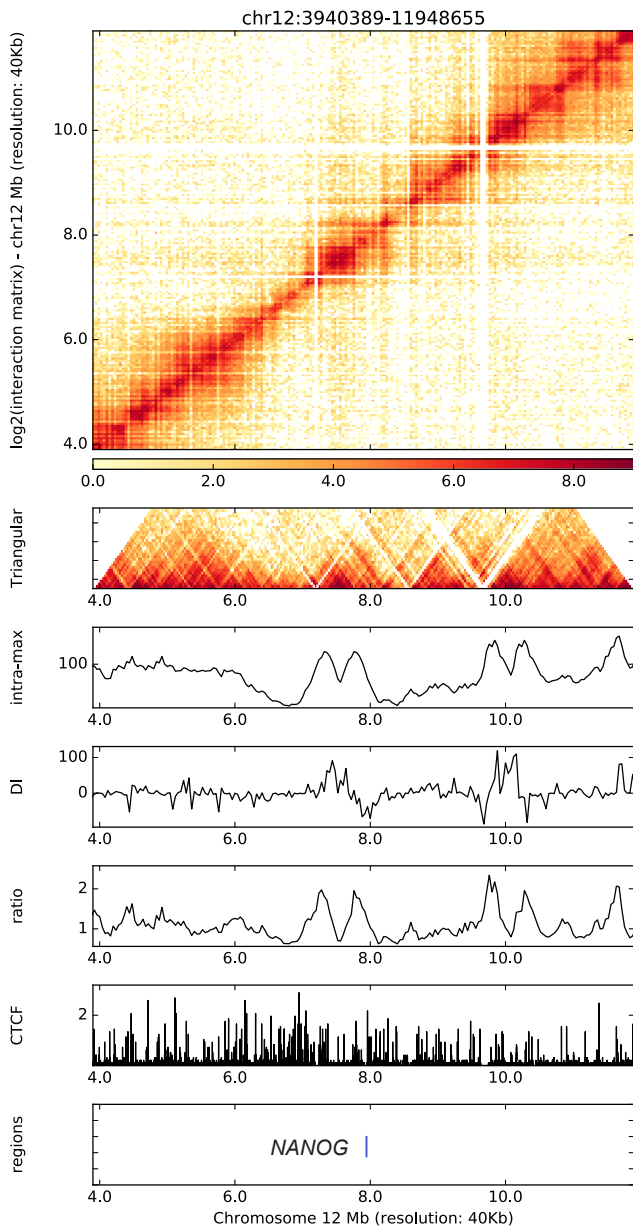 chr12:3940389-11948655
log2(interaction matrix) - chr12 Mb (resolution: 40Kb)
10.0
8.0
6.0
4.0
0.0 2.0 4.0 6.0 8.0
Triangular
4.0 6.0 8.0 10.0
intra-max
100
4.0 6.0 8.0 10.0
DI
100
0
4.0 6.0 8.0 10.0
ratio
2
1
4.0 6.0 8.0 10.0
CTCF
2
4.0 6.0 8.0 10.0
regions
NANOG
4.0 6.0 8.0 10.0
Chromosome 12 Mb (resolution: 40Kb)